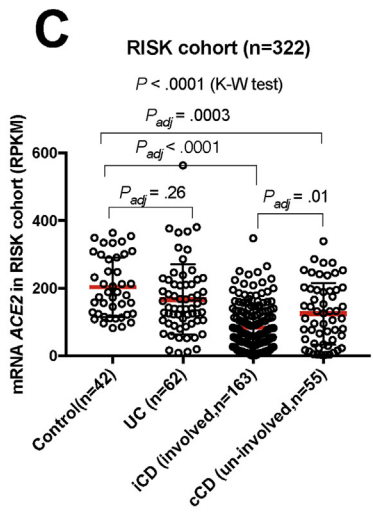 C
RISK cohort (n=322)
P < .0001 (K-W test)
Padj = .0003
Padj < .0001
Padj = .26
Padj = .01
mRNA ACE2 in RISK cohort (RPKM)
600
400
200
0
Control(n=42)
UC (n=62)
iCD (involved,n=163)
cCD (un-involved,n=55)